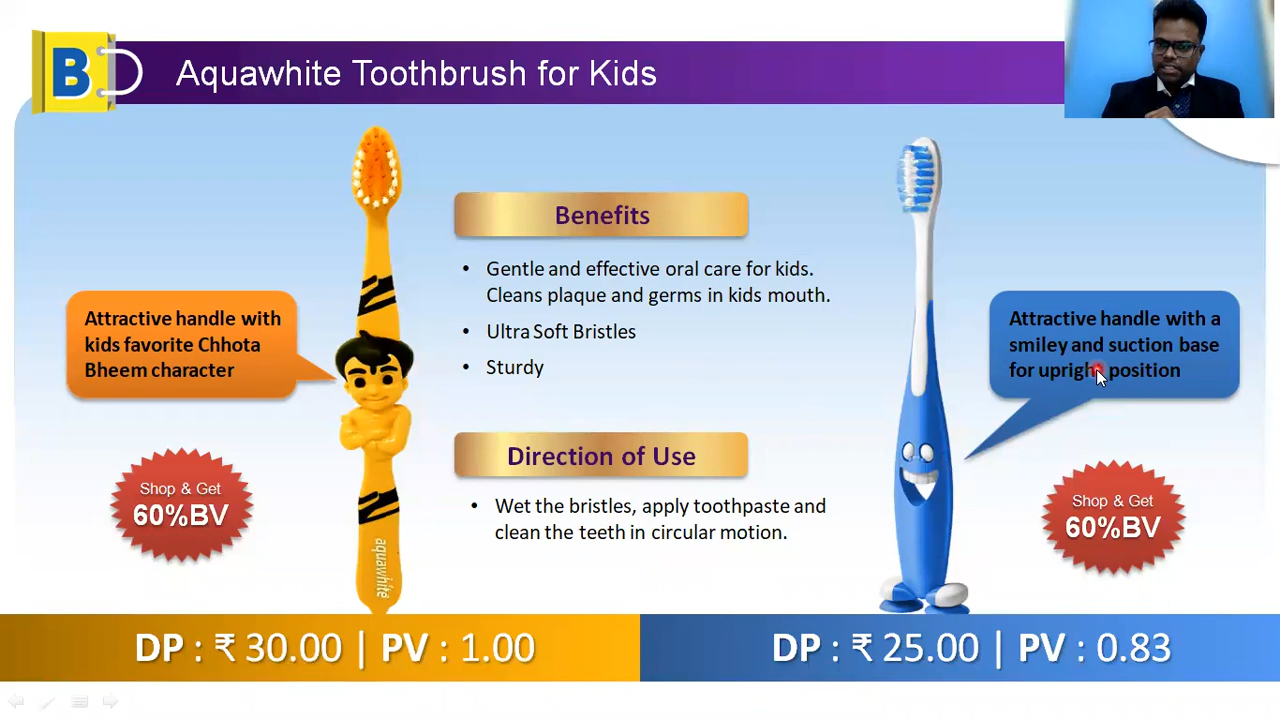 B
Aquawhite Toothbrush for Kids
Benefits
• Gentle and effective oral care for kids.
Cleans plaque and germs in kids mouth.
• Ultra Soft Bristles
• Sturdy
Direction of Use
• Wet the bristles, apply toothpaste and
clean the teeth in circular motion.
Attractive handle with
kids favorite Chhota
Bheem character
Shop & Get
60%BV
aquawhite
Attractive handle with a
smiley and suction base
for upright position
Shop & Get
60%BV
DP : ₹ 30.00 | PV : 1.00
DP : ₹ 25.00 | PV : 0.83